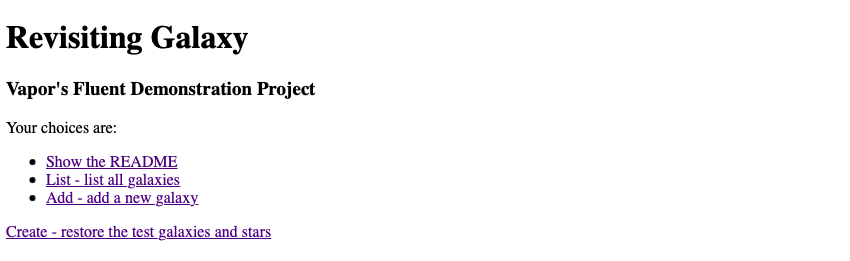 Revisiting Galaxy
Vapor's Fluent Demonstration Project
Your choices are:
Show the README
List - list all galaxies
Add - add a new galaxy
Create - restore the test galaxies and stars